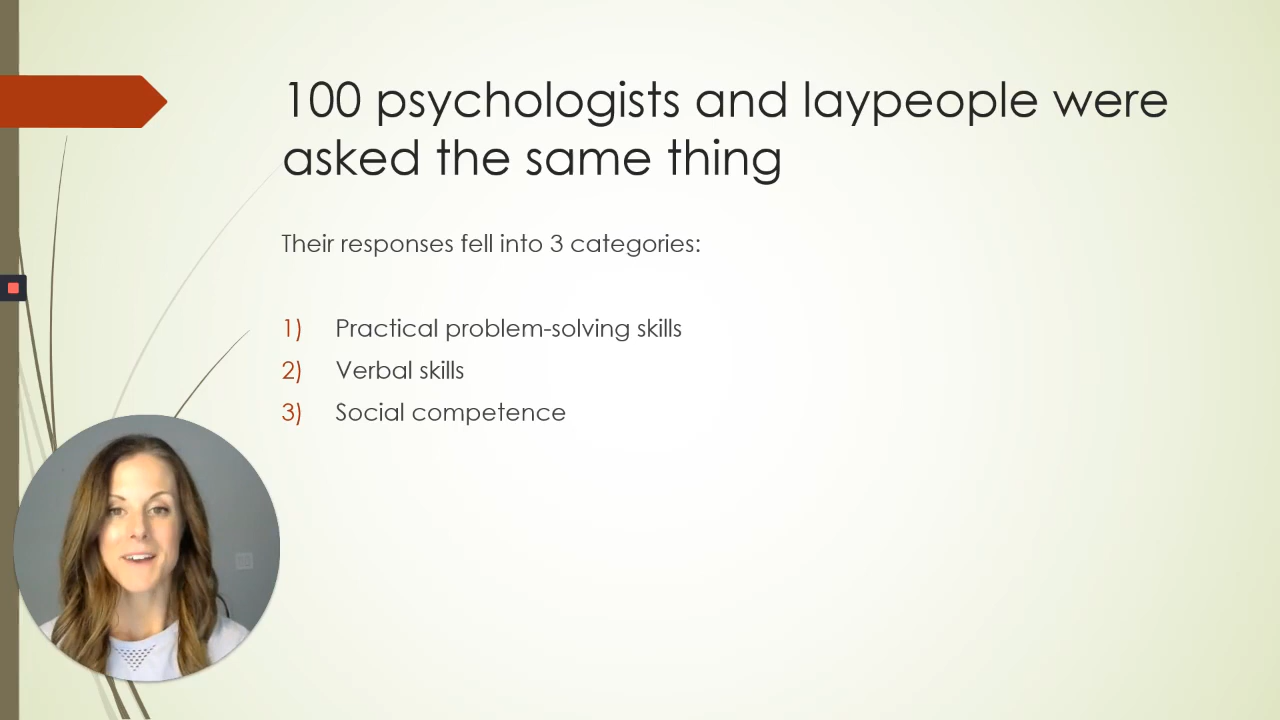 100 psychologists and laypeople were
asked the same thing
Their responses fell into 3 categories:
1) Practical problem-solving skills
2) Verbal skills
3) Social competence